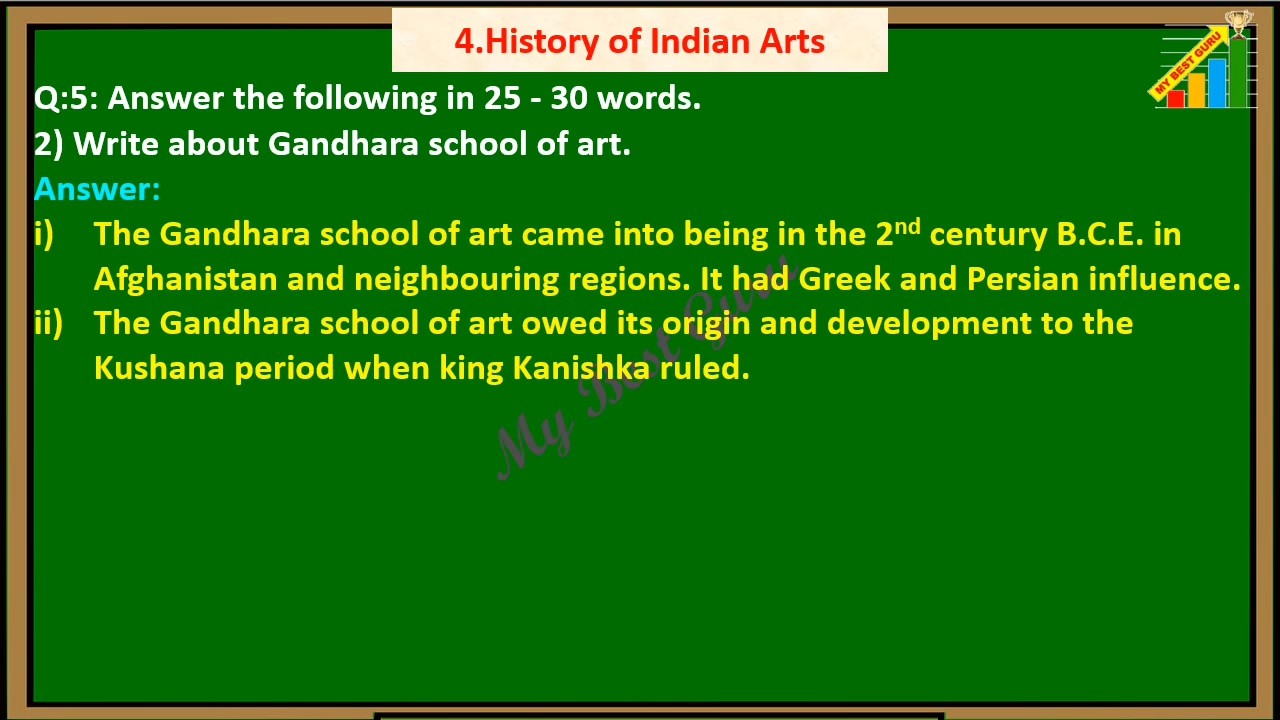 4.History of Indian Arts
MY BEST GURU
Q:5: Answer the following in 25 - 30 words.
2) Write about Gandhara school of art.
Answer:
i) The Gandhara school of art came into being in the 2nd century B.C.E. in
Afghanistan and neighbouring regions. It had Greek and Persian influence.
ii) The Gandhara school of art owed its origin and development to the
Kushana period when king Kanishka ruled.
My Best Guru